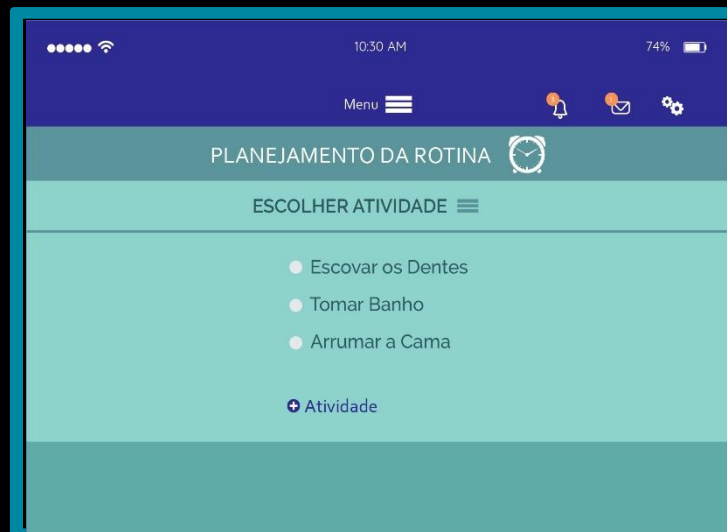 10:30 AM 74%
Menu
PLANEJAMENTO DA ROTINA
ESCOLHER ATIVIDADE
Escovar os Dentes
Tomar Banho
Arrumar a Cama
Atividade